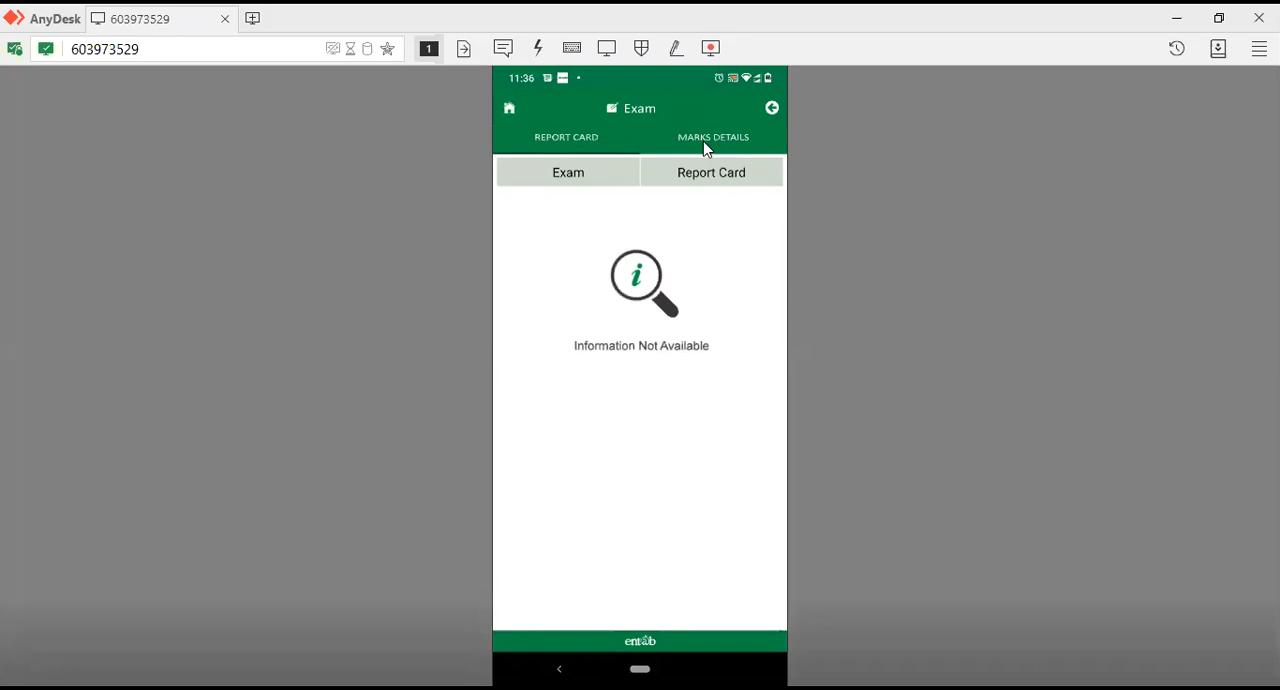 AnyDesk
603973529
603973529
1
11:36
Exam
REPORT CARD
MARKS DETAILS
Exam
Report Card
i
Information Not Available
entab